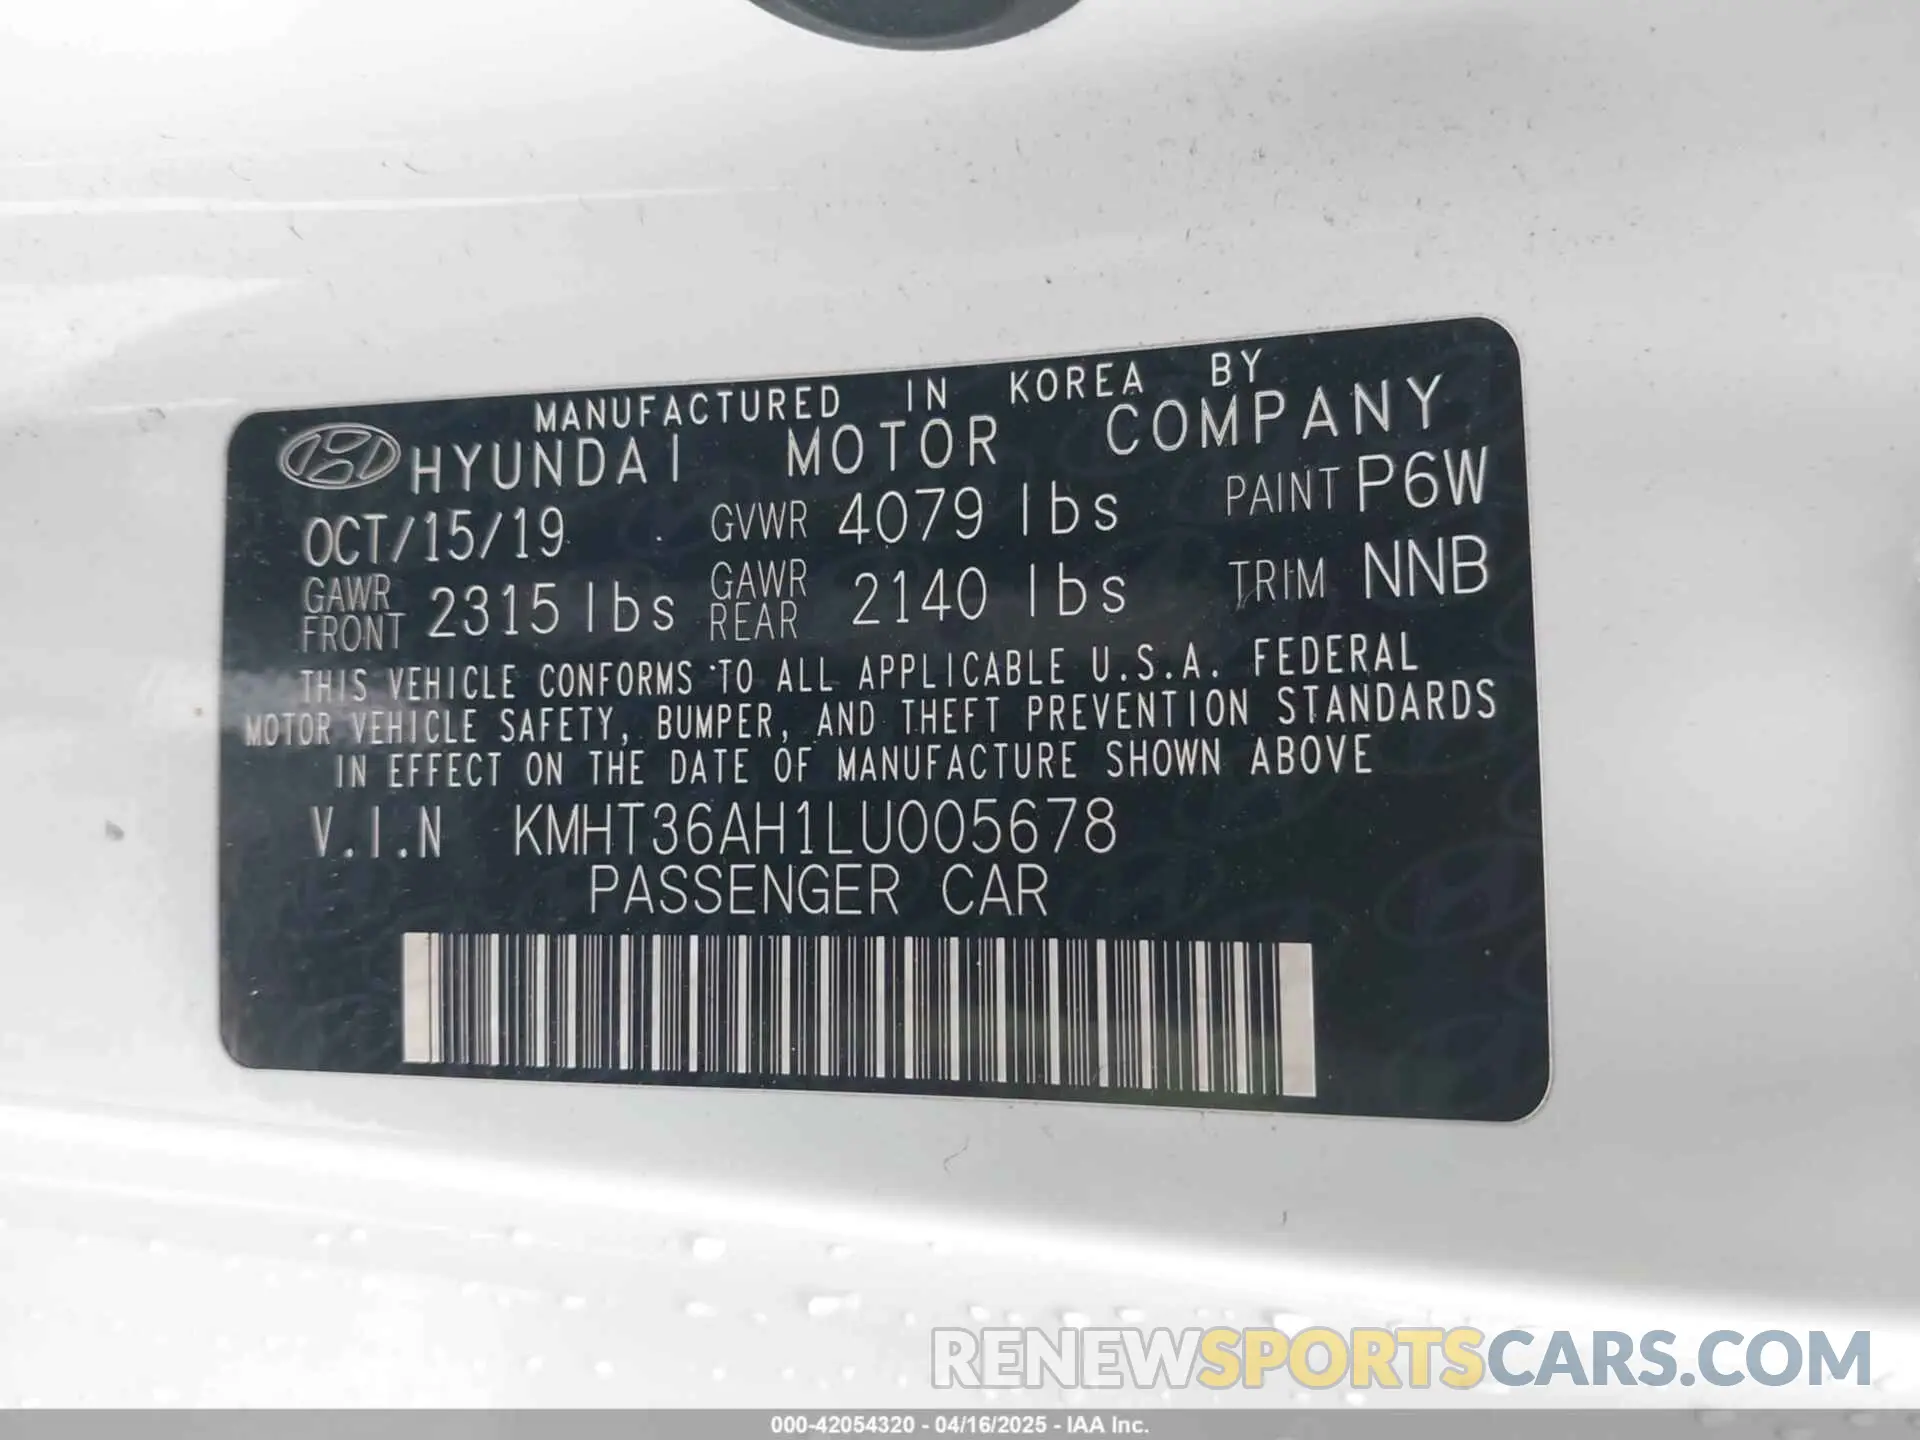 MANUFACTURED IN KOREA BY
HYUNDAI MOTOR COMPANY
OCT/15/19 GVWR 4079 lbs PAINT P6W
GAWR FRONT 2315 lbs GAWR REAR 2140 lbs TRIM NNB
THIS VEHICLE CONFORMS TO ALL APPLICABLE U.S.A. FEDERAL
MOTOR VEHICLE SAFETY, BUMPER, AND THEFT PREVENTION STANDARDS
IN EFFECT ON THE DATE OF MANUFACTURE SHOWN ABOVE
V.I.N KMHT36AH1LU005678
PASSENGER CAR
RENEWSPORTSCARS.COM
000-42054320 - 04/16/2025 - IAA Inc.